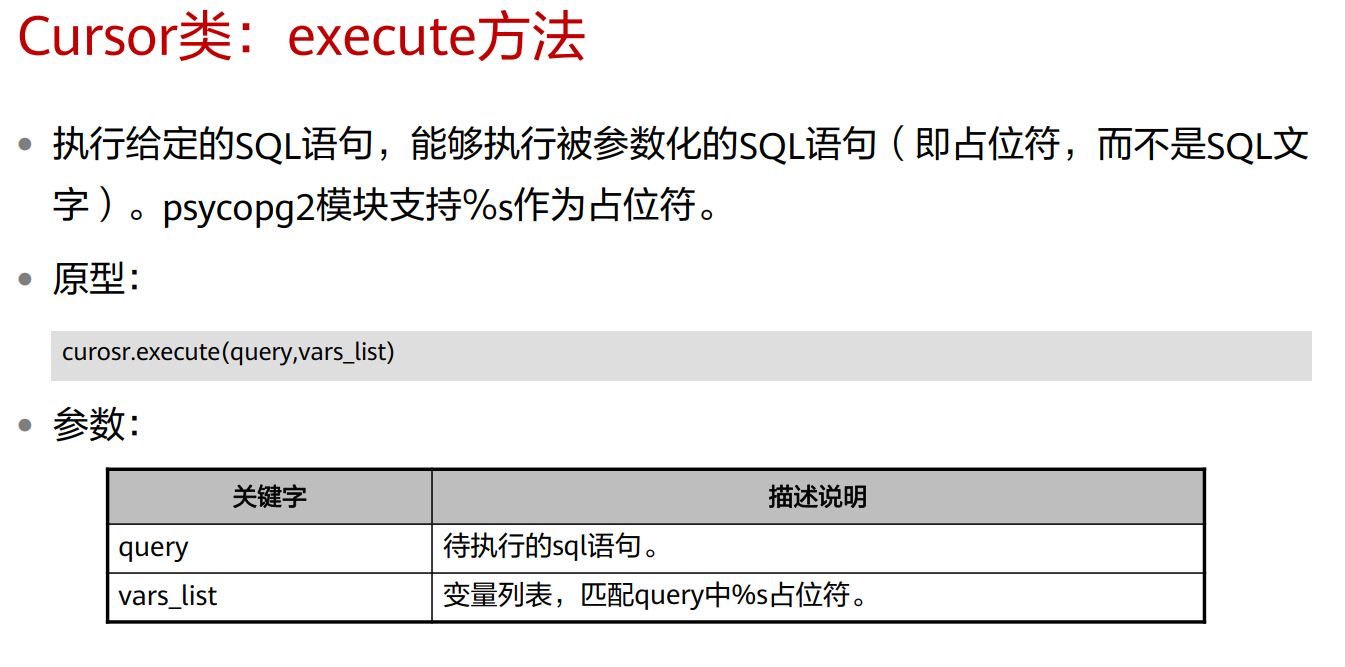 Cursor类：execute方法
• 执行给定的SQL语句，能够执行被参数化的SQL语句（即占位符，而不是SQL文
字）。psycopg2模块支持%s作为占位符。
• 原型：
curosr.execute(query,vars_list)
• 参数：
关键字 描述说明
query 待执行的sql语句。
vars_list 变量列表，匹配query中%s占位符。